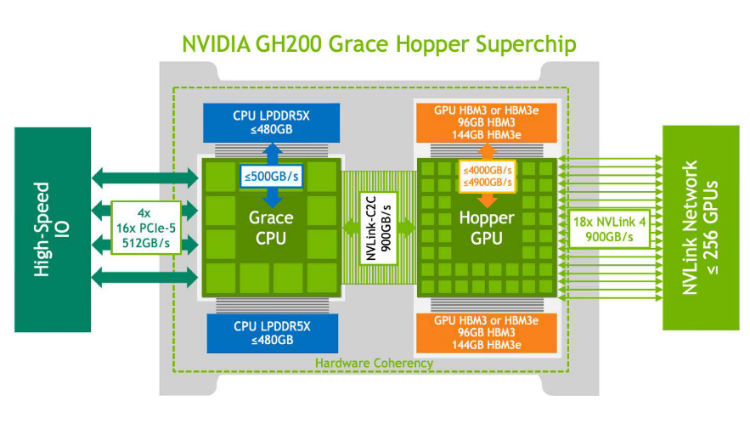 NVIDIA GH200 Grace Hopper Superchip
High-Speed
IO
4x
16x PCIe-5
512GB/s
CPU LPDDR5X
≤480GB
≤500GB/s
Grace
CPU
CPU LPDDR5X
≤480GB
NVLink-C2C
900GB/s
GPU HBM3 or HBM3e
96GB HBM3
144GB HBM3e
≤4000GB/s
≤4900GB/s
Hopper
GPU
GPU HBM3 or HBM3e
96GB HBM3
144GB HBM3e
18x NVLink 4
900GB/s
NVLink Network
≤ 256 GPUs
Hardware Coherency